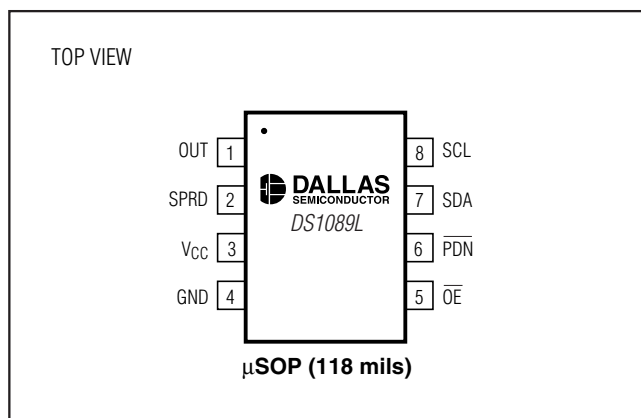 TOP VIEW
OUT 1
8 SCL
DALLAS
SEMICONDUCTOR
SPRD 2
7 SDA
DS1089L
VCC 3
6 PDN
GND 4
5 OE
µSOP (118 mils)